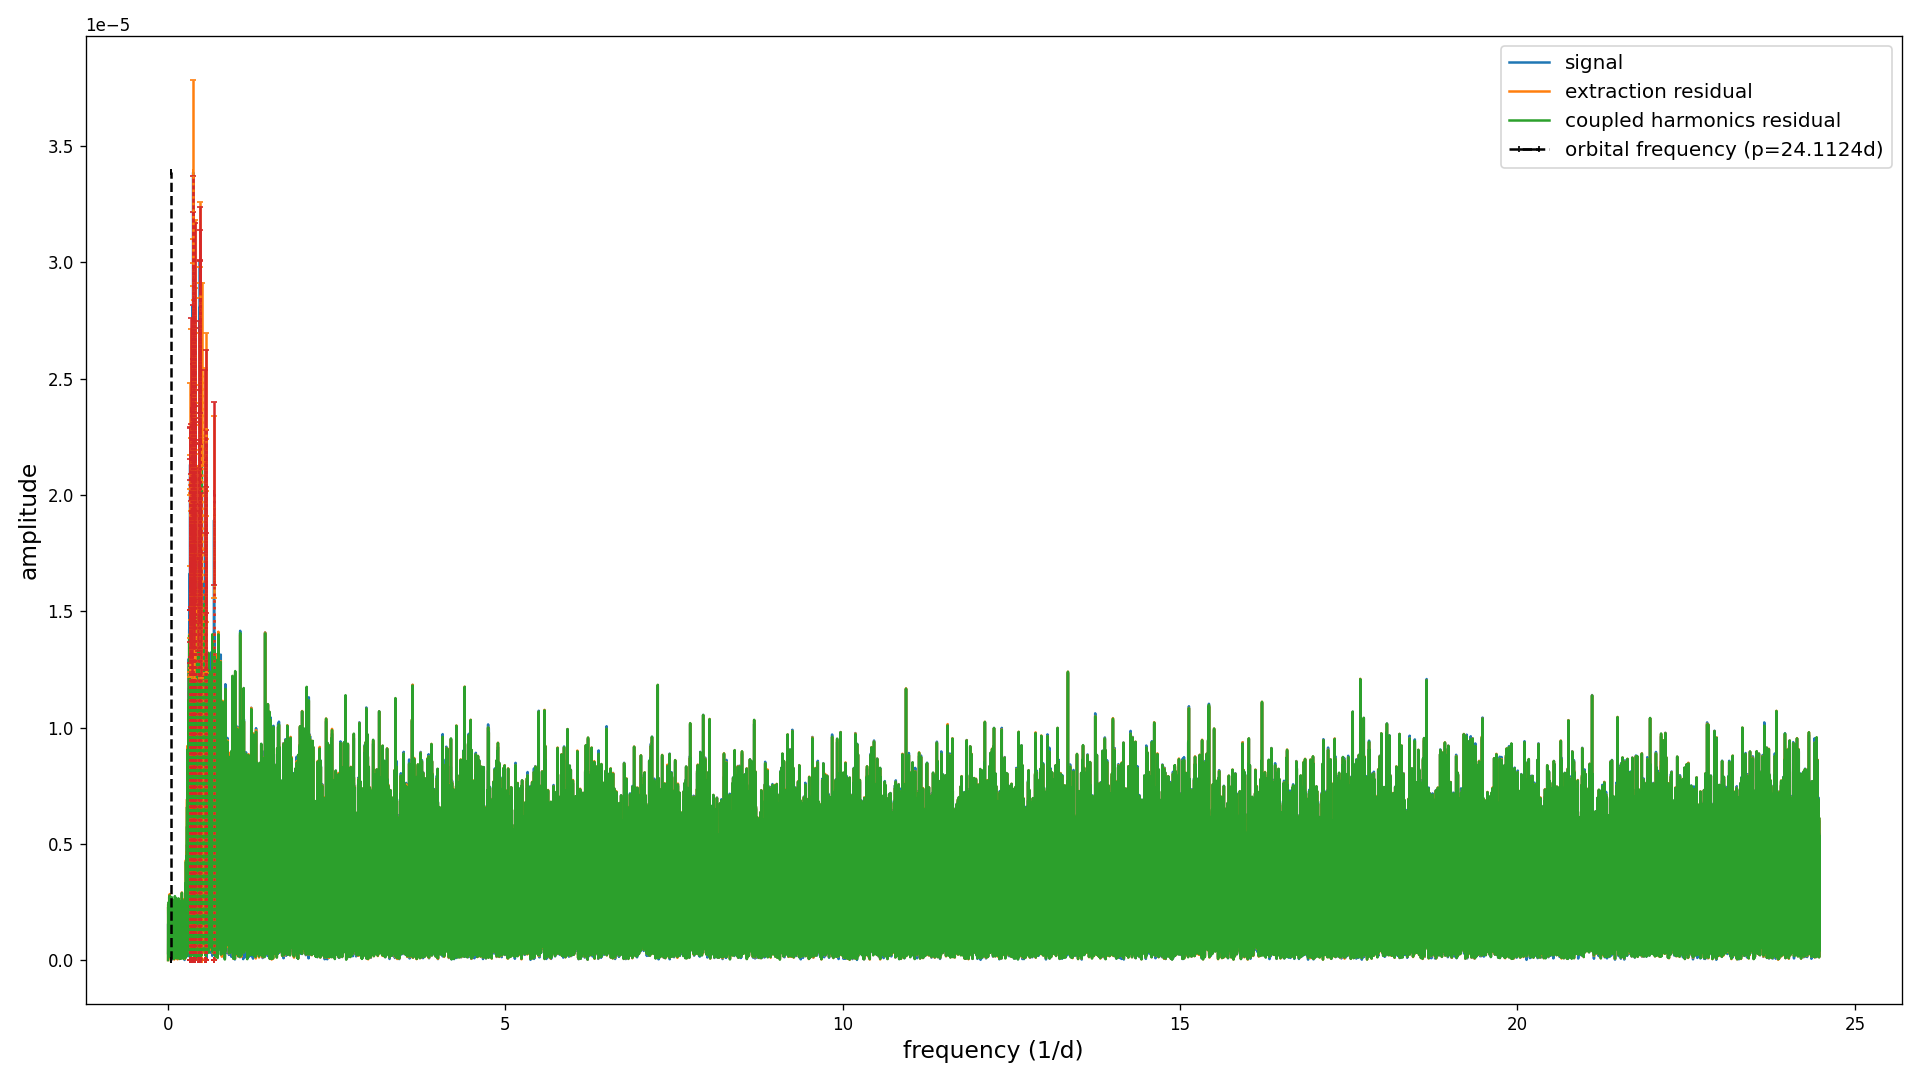 1e−5
signal
extraction residual
coupled harmonics residual
orbital frequency (p=24.1124d)
3.5
3.0
2.5
2.0
1.5
1.0
0.5
0.0
amplitude
0 5 10 15 20 25
frequency (1/d)